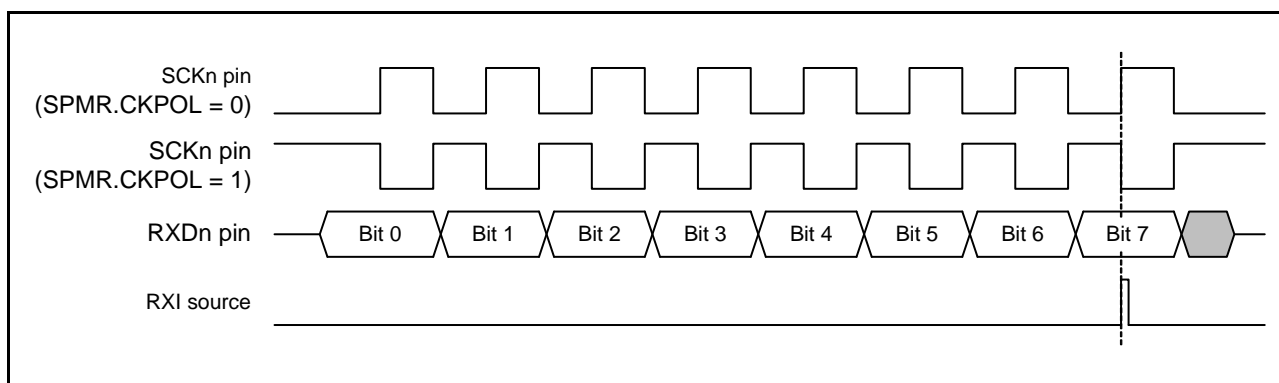 SCKn pin
(SPMR.CKPOL = 0)
SCKn pin
(SPMR.CKPOL = 1)
RXDn pin
Bit 0 Bit 1 Bit 2 Bit 3 Bit 4 Bit 5 Bit 6 Bit 7
RXI source